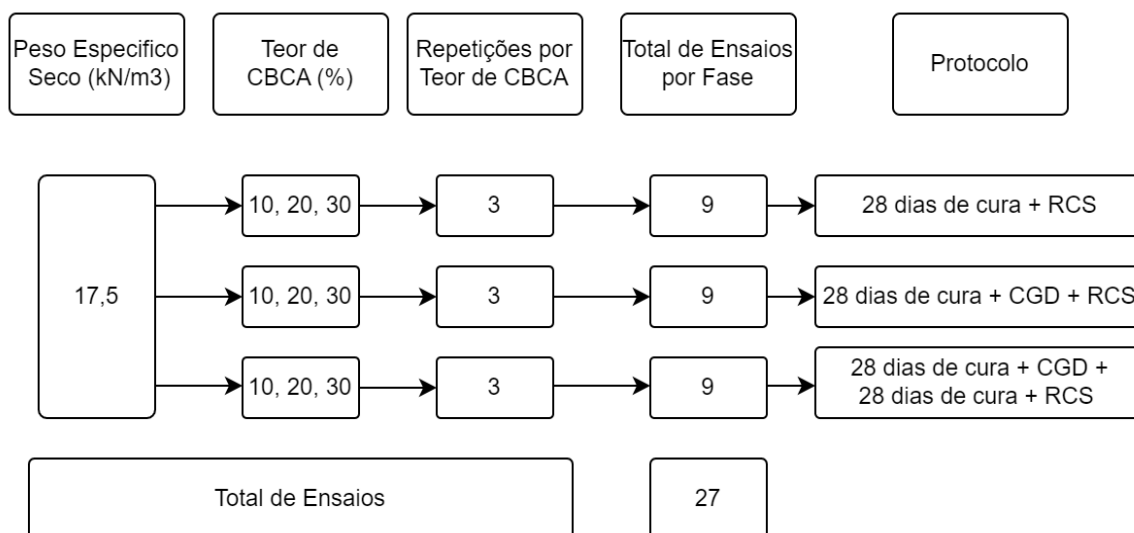 Peso Especifico
Seco (kN/m3)
Teor de
CBCA (%)
Repetições por
Teor de CBCA
Total de Ensaios
por Fase
Protocolo
17,5
10, 20, 30
3
9
28 dias de cura + RCS
10, 20, 30
3
9
28 dias de cura + CGD + RCS
10, 20, 30
3
9
28 dias de cura + CGD +
28 dias de cura + RCS
Total de Ensaios
27